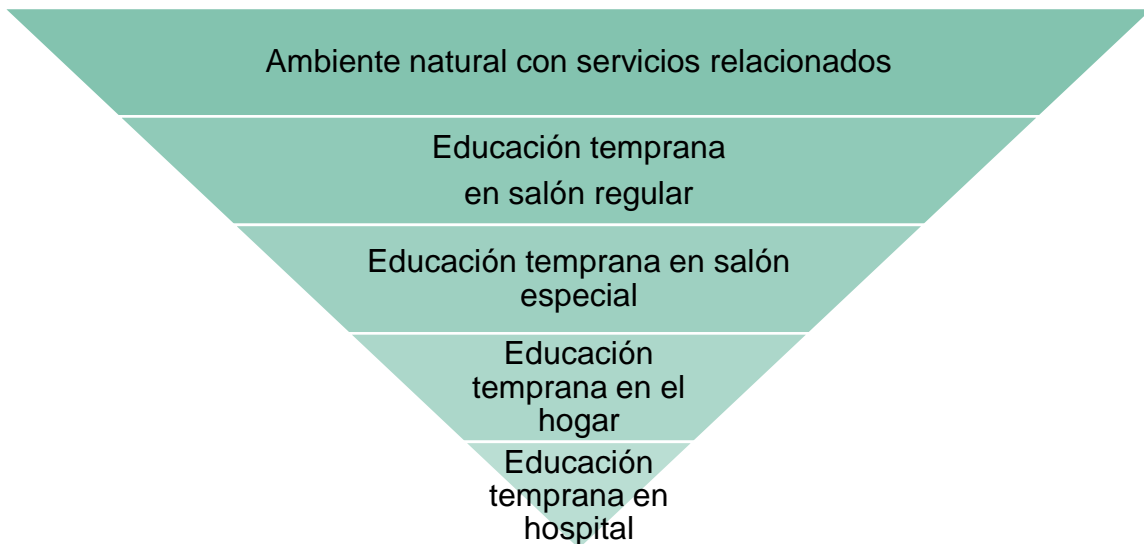 Ambiente natural con servicios relacionados
Educación temprana
en salón regular
Educación temprana en salón
especial
Educación
temprana en el
hogar
Educación
temprana en
hospital